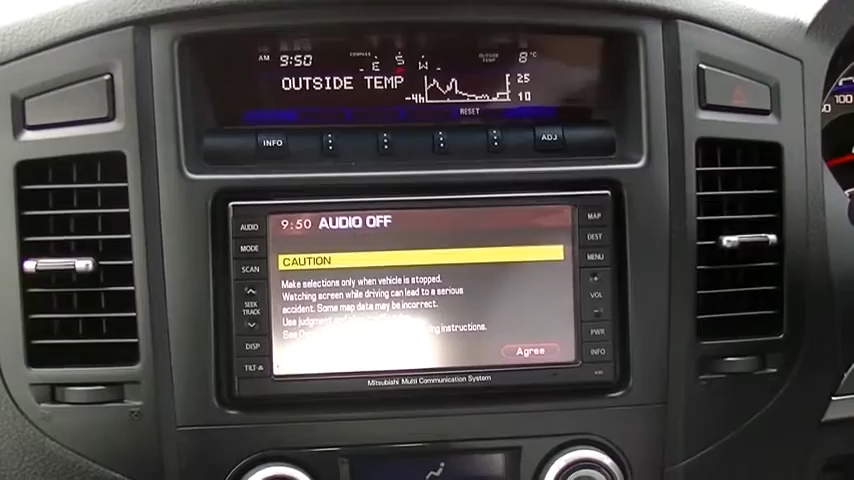 AM 9:50 COMPASS E S W OUTSIDE TEMP 8°C
OUTSIDE TEMP -4h 25
10
RESET
INFO ADJ
AUDIO
MODE
SCAN
SEEK
TRACK
DISP
TILT
9:50 AUDIO OFF
CAUTION
Make selections only when vehicle is stopped.
Watching screen while driving can lead to a serious
accident. Some map data may be incorrect.
Use judgment
See instructions.
Agree
MAP
DEST
MENU
VOL
PWR
INFO
Mitsubishi Multi Communication System
100